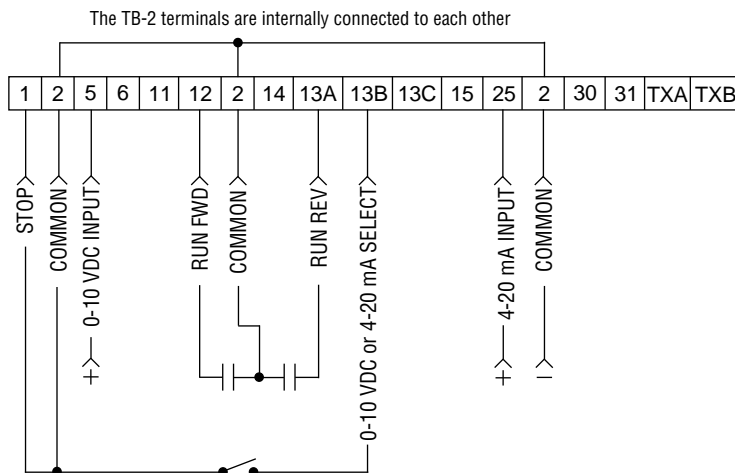 The TB-2 terminals are internally connected to each other
1 2 5 6 11 12 2 14 13A 13B 13C 15 25 2 30 31 TXA TXB
STOP
COMMON
0-10 VDC INPUT
RUN FWD
COMMON
RUN REV
0-10 VDC or 4-20 mA SELECT
4-20 mA INPUT
COMMON
+
+
–